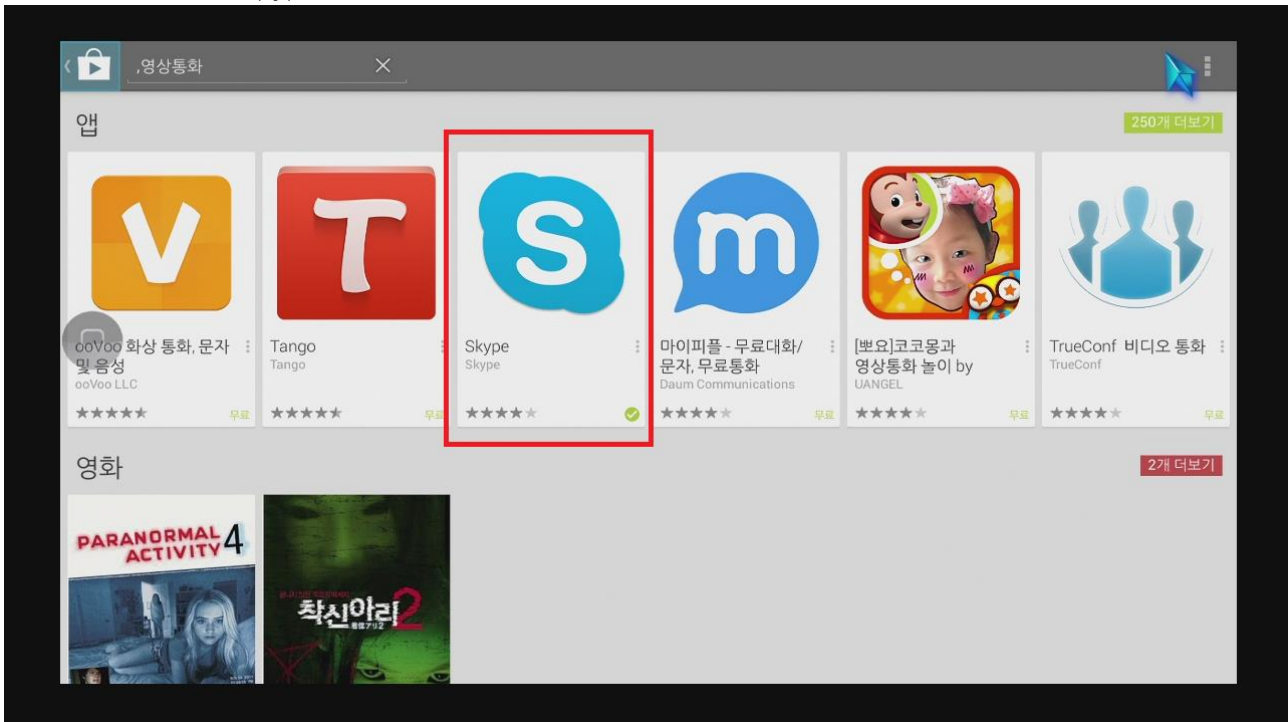 ,영상통화
앱
250개 더보기
V
T
S
m
ooVoo 화상 통화, 문자
및 음성
ooVoo LLC
무료
Tango
Tango
무료
Skype
Skype
마이피플 - 무료대화/
문자, 무료통화
Daum Communications
무료
[뽀요]코코몽과
영상통화 놀이 by
UANGEL
무료
TrueConf 비디오 통화
TrueConf
무료
영화
2개 더보기
PARANORMAL
ACTIVITY 4
착신아리2